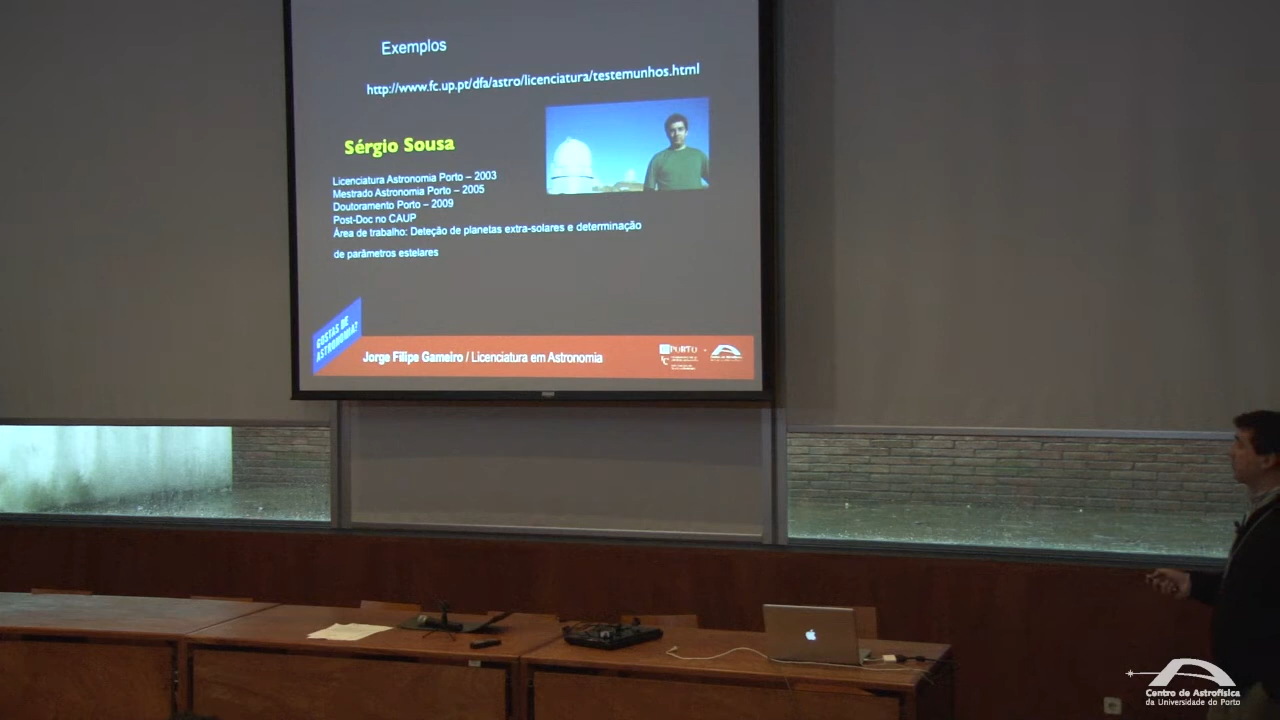 Exemplos
http://www.fc.up.pt/dfa/astro/licenciatura/testemunhos.html
Sérgio Sousa
Licenciatura Astronomia Porto – 2003
Mestrado Astronomia Porto – 2005
Doutoramento Porto – 2009
Post-Doc no CAUP
Área de trabalho: Deteção de planetas extra-solares e determinação
de parâmetros estelares
GOSTAS DE
ASTRONOMIA?
Jorge Filipe Gameiro / Licenciatura em Astronomia
PORTO
Centro de Astrofísica
da Universidade do Porto